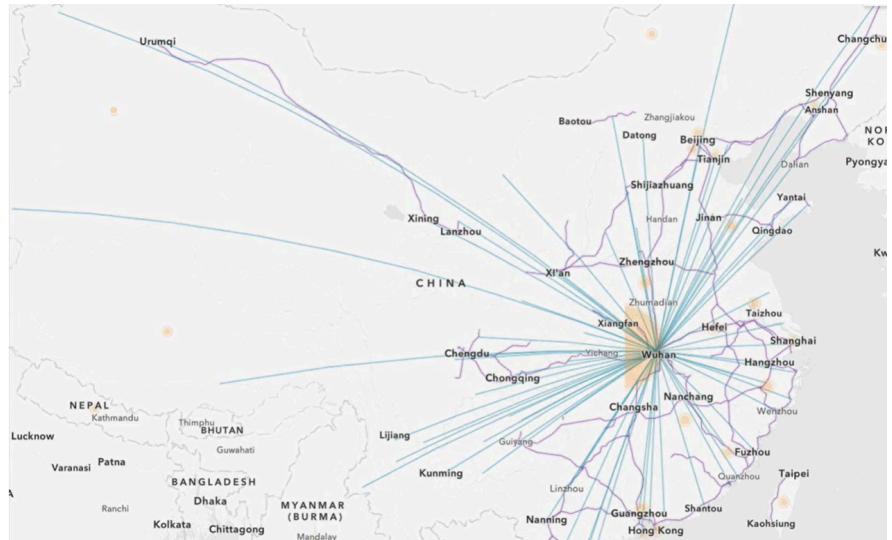 Urumqi
Changchu
Shenyang
Anshan
Baotou
Zhangjiakou
Datong
Beijing
NOR
KO
Tianjin
Dalian
Pyongya
Shijiazhuang
Yantai
Xining
Handan
Jinan
Lanzhou
Qingdao
Kw
Zhengzhou
XI'an
CHINA
Zhumadian
Taizhou
Xiangfan
Hefei
Shanghai
Chengdu
Yichang
Wuhan
Hangzhou
Chongqing
Nanchang
NEPAL
Changsha
Wenzhou
Kathmandu
Thimphu
BHUTAN
Lucknow
Lijiang
Guiyang
Guwahati
Fuzhou
Varanasi
Patna
Kunming
Taipei
Quanzhou
BANGLADESH
Linzhou
A
Dhaka
MYANMAR
(BURMA)
Ranchi
Shantou
Guangzhou
Nanning
Kaohsiung
Kolkata
Chittagong
Hong Kong
Mandalay